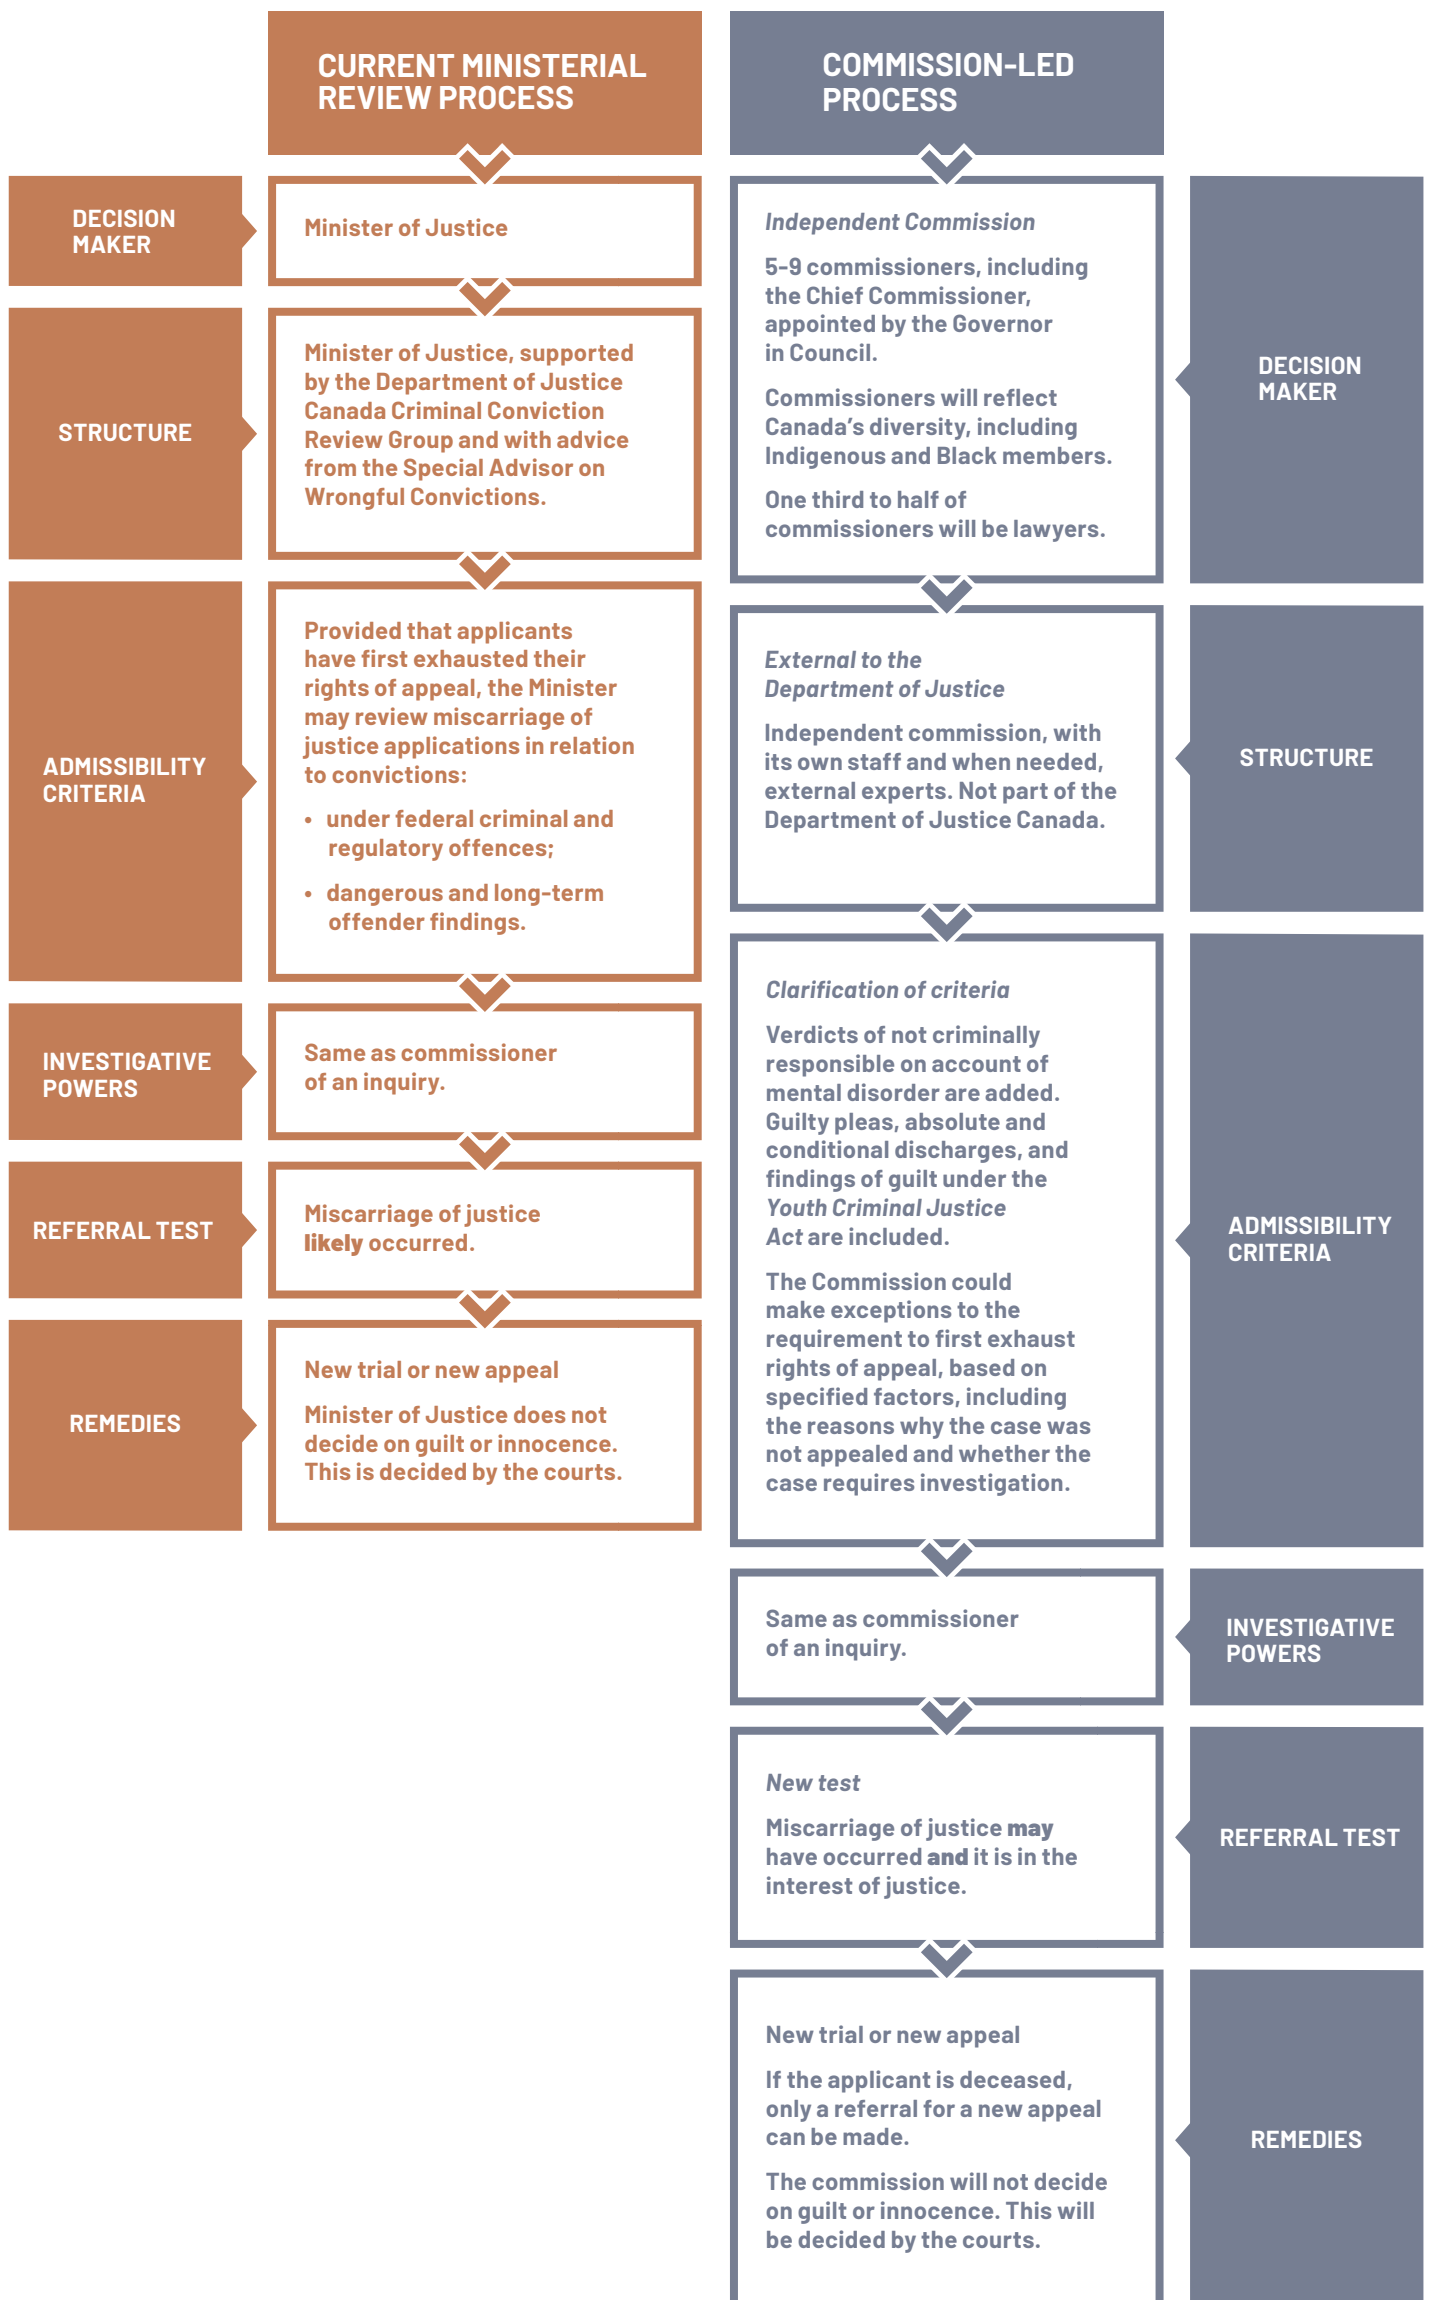 CURRENT MINISTERIAL
REVIEW PROCESS
DECISION
MAKER
Minister of Justice
STRUCTURE
Minister of Justice, supported
by the Department of Justice
Canada Criminal Conviction
Review Group and with advice
from the Special Advisor on
Wrongful Convictions.
ADMISSIBILITY
CRITERIA
Provided that applicants
have first exhausted their
rights of appeal, the Minister
may review miscarriage of
justice applications in relation
to convictions:
• under federal criminal and
regulatory offences;
• dangerous and long-term
offender findings.
INVESTIGATIVE
POWERS
Same as commissioner
of an inquiry.
REFERRAL TEST
Miscarriage of justice
likely occurred.
REMEDIES
New trial or new appeal
Minister of Justice does not
decide on guilt or innocence.
This is decided by the courts.
COMMISSION-LED
PROCESS
Independent Commission
5-9 commissioners, including
the Chief Commissioner,
appointed by the Governor
in Council.
Commissioners will reflect
Canada's diversity, including
Indigenous and Black members.
One third to half of
commissioners will be lawyers.
DECISION
MAKER
External to the
Department of Justice
Independent commission, with
its own staff and when needed,
external experts. Not part of the
Department of Justice Canada.
STRUCTURE
Clarification of criteria
Verdicts of not criminally
responsible on account of
mental disorder are added.
Guilty pleas, absolute and
conditional discharges, and
findings of guilt under the
Youth Criminal Justice
Act are included.
The Commission could
make exceptions to the
requirement to first exhaust
rights of appeal, based on
specified factors, including
the reasons why the case was
not appealed and whether the
case requires investigation.
ADMISSIBILITY
CRITERIA
Same as commissioner
of an inquiry.
INVESTIGATIVE
POWERS
New test
Miscarriage of justice may
have occurred and it is in the
interest of justice.
REFERRAL TEST
New trial or new appeal
If the applicant is deceased,
only a referral for a new appeal
can be made.
The commission will not decide
on guilt or innocence. This will
be decided by the courts.
REMEDIES